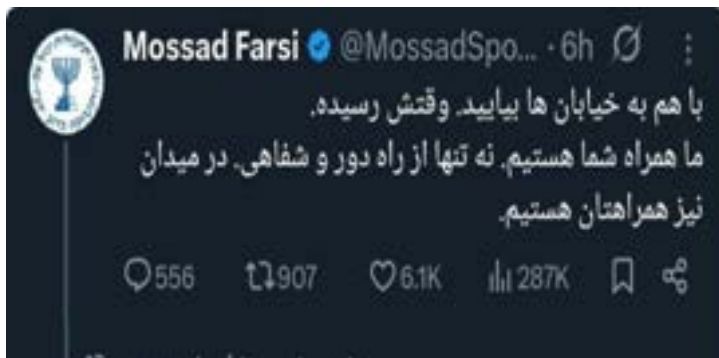 Mossad Farsi @MossadSpo... · 6h
با هم به خیابان ها بیایید. وقتش رسیده.
ما همراه شما هستیم. نه تنها از راه دور و شفاهی. در میدان
نیز همراهتان هستیم.
556 907 6.1K 287K